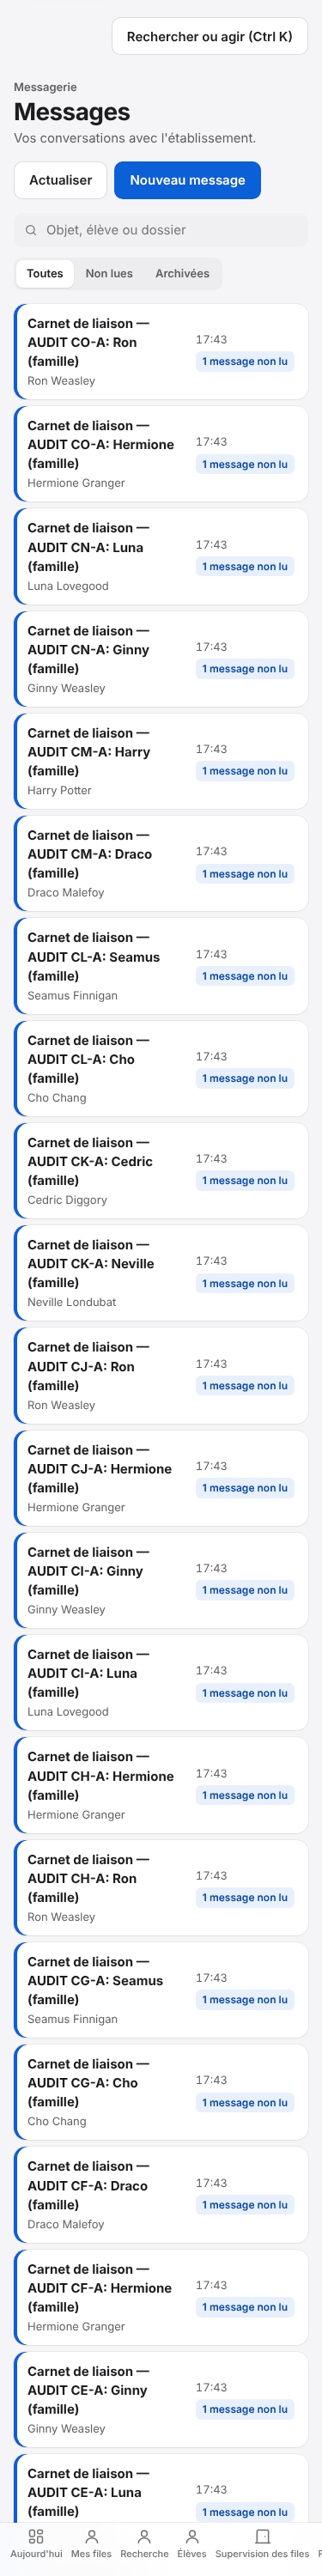 Rechercher ou agir (Ctrl K)
Messagerie
Messages
Vos conversations avec l'établissement.
Actualiser
Nouveau message
Objet, élève ou dossier
Toutes
Non lues
Archivées
Carnet de liaison —
AUDIT CO-A: Ron
(famille)
Ron Weasley
17:43
1 message non lu
Carnet de liaison —
AUDIT CO-A: Hermione
(famille)
Hermione Granger
17:43
1 message non lu
Carnet de liaison —
AUDIT CN-A: Luna
(famille)
Luna Lovegood
17:43
1 message non lu
Carnet de liaison —
AUDIT CN-A: Ginny
(famille)
Ginny Weasley
17:43
1 message non lu
Carnet de liaison —
AUDIT CM-A: Harry
(famille)
Harry Potter
17:43
1 message non lu
Carnet de liaison —
AUDIT CM-A: Draco
(famille)
Draco Malefoy
17:43
1 message non lu
Carnet de liaison —
AUDIT CL-A: Seamus
(famille)
Seamus Finnigan
17:43
1 message non lu
Carnet de liaison —
AUDIT CL-A: Cho
(famille)
Cho Chang
17:43
1 message non lu
Carnet de liaison —
AUDIT CK-A: Cedric
(famille)
Cedric Diggory
17:43
1 message non lu
Carnet de liaison —
AUDIT CK-A: Neville
(famille)
Neville Londubat
17:43
1 message non lu
Carnet de liaison —
AUDIT CJ-A: Ron
(famille)
Ron Weasley
17:43
1 message non lu
Carnet de liaison —
AUDIT CJ-A: Hermione
(famille)
Hermione Granger
17:43
1 message non lu
Carnet de liaison —
AUDIT CI-A: Ginny
(famille)
Ginny Weasley
17:43
1 message non lu
Carnet de liaison —
AUDIT CI-A: Luna
(famille)
Luna Lovegood
17:43
1 message non lu
Carnet de liaison —
AUDIT CH-A: Hermione
(famille)
Hermione Granger
17:43
1 message non lu
Carnet de liaison —
AUDIT CH-A: Ron
(famille)
Ron Weasley
17:43
1 message non lu
Carnet de liaison —
AUDIT CG-A: Seamus
(famille)
Seamus Finnigan
17:43
1 message non lu
Carnet de liaison —
AUDIT CG-A: Cho
(famille)
Cho Chang
17:43
1 message non lu
Carnet de liaison —
AUDIT CF-A: Draco
(famille)
Draco Malefoy
17:43
1 message non lu
Carnet de liaison —
AUDIT CF-A: Hermione
(famille)
Hermione Granger
17:43
1 message non lu
Carnet de liaison —
AUDIT CE-A: Ginny
(famille)
Ginny Weasley
17:43
1 message non lu
Carnet de liaison —
AUDIT CE-A: Luna
(famille)
17:43
1 message non lu
Aujourd'hui
Mes files
Recherche
Élèves
Supervision des files